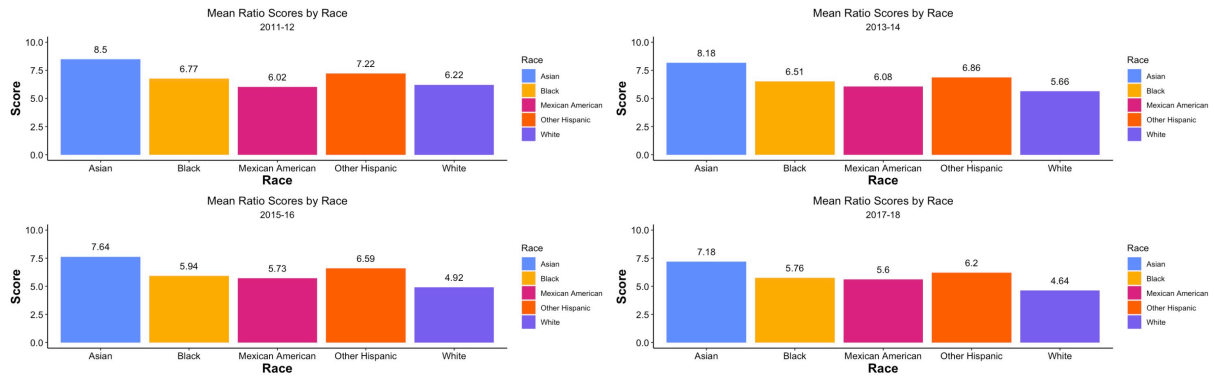 Mean Ratio Scores by Race
2011-12
10.0
7.5
5.0
2.5
0.0
Score
8.5
6.77
6.02
7.22
6.22
Asian
Black
Mexican American
Other Hispanic
White
Race
Race
Asian
Black
Mexican American
Other Hispanic
White
Mean Ratio Scores by Race
2013-14
10.0
7.5
5.0
2.5
0.0
Score
8.18
6.51
6.08
6.86
5.66
Asian
Black
Mexican American
Other Hispanic
White
Race
Race
Asian
Black
Mexican American
Other Hispanic
White
Mean Ratio Scores by Race
2015-16
10.0
7.5
5.0
2.5
0.0
Score
7.64
5.94
5.73
6.59
4.92
Asian
Black
Mexican American
Other Hispanic
White
Race
Race
Asian
Black
Mexican American
Other Hispanic
White
Mean Ratio Scores by Race
2017-18
10.0
7.5
5.0
2.5
0.0
Score
7.18
5.76
5.6
6.2
4.64
Asian
Black
Mexican American
Other Hispanic
White
Race
Race
Asian
Black
Mexican American
Other Hispanic
White